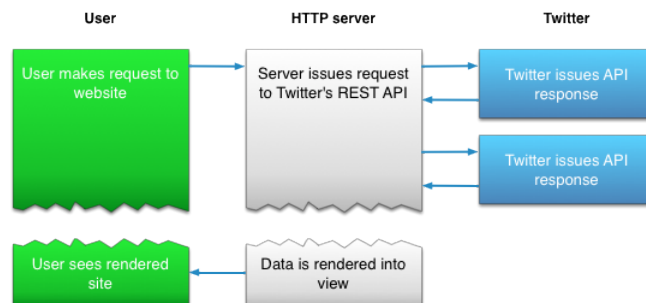 User
HTTP server
Twitter
User makes request to
website
Server issues request
to Twitter's REST API
Twitter issues API
response
Twitter issues API
response
User sees rendered
site
Data is rendered into
view